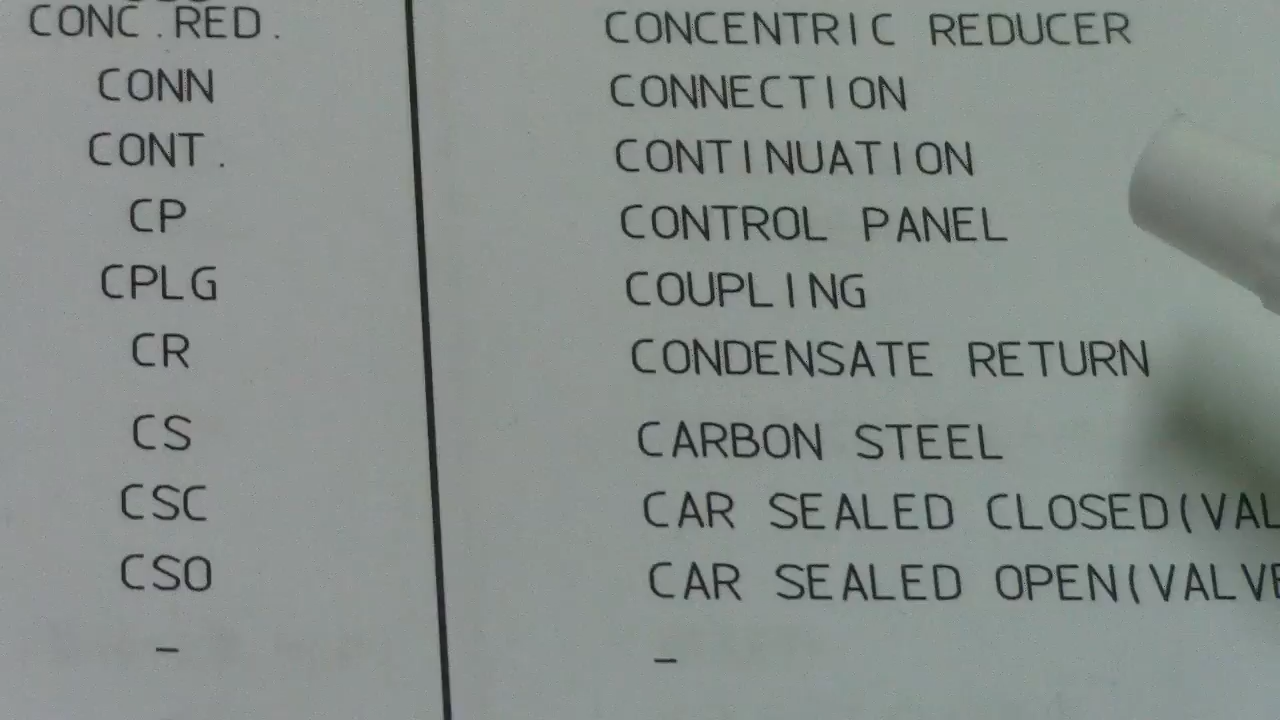 CONC.RED. CONCENTRIC REDUCER
CONN CONNECTION
CONT. CONTINUATION
CP CONTROL PANEL
CPLG COUPLING
CR CONDENSATE RETURN
CS CARBON STEEL
CSC CAR SEALED CLOSED(VAL
CSO CAR SEALED OPEN(VALVE
- -